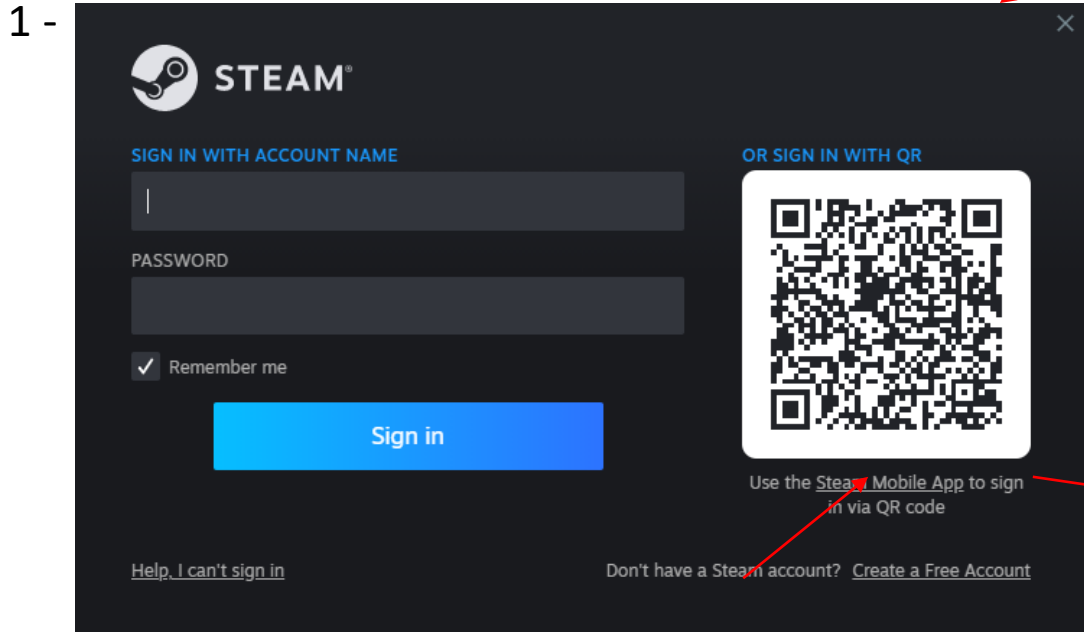 1 -
STEAM®
SIGN IN WITH ACCOUNT NAME
OR SIGN IN WITH QR
PASSWORD
Remember me
Sign in
Use the Steam Mobile App to sign
in via QR code
Help, I can't sign in
Don't have a Steam account? Create a Free Account